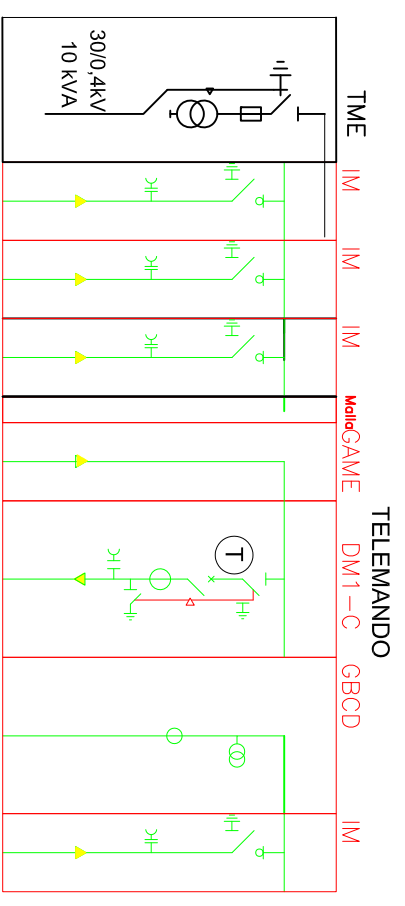 TELEMANDO
TME
IM
IM
IM
Malla
GAME
DM1-C
GBCD
IM
30/0,4kV
10 kVA
T